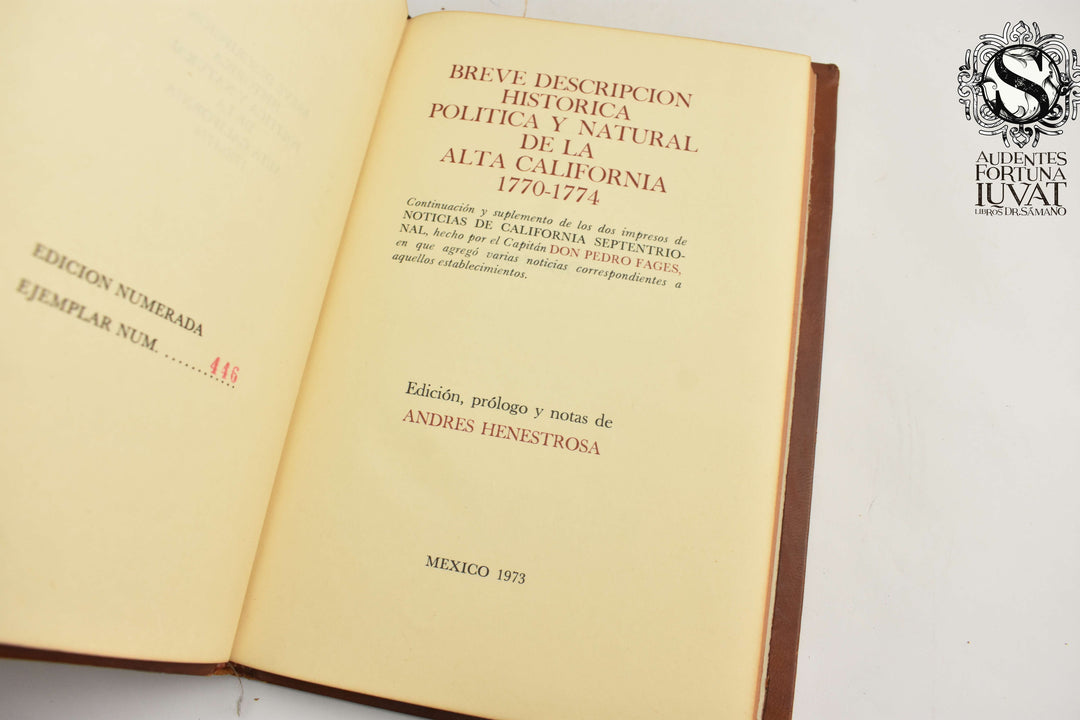 EDICION NUMERADA
EJEMPLAR NUM. ............446
BREVE DESCRIPCION
HISTORICA
POLITICA Y NATURAL
DE LA
ALTA CALIFORNIA
1770-1774
Continuación y suplemento de los dos impresos de
NOTICIAS DE CALIFORNIA SEPTENTRIO-
NAL, hecho por el Capitán DON PEDRO FAGES,
en que agregó varias noticias correspondientes a
aquellos establecimientos.
Edición, prólogo y notas de
ANDRES HENESTROSA
MEXICO 1973
S
AUDENTES
FORTUNA
IUVAT
LIBROS DR. SÁMANO